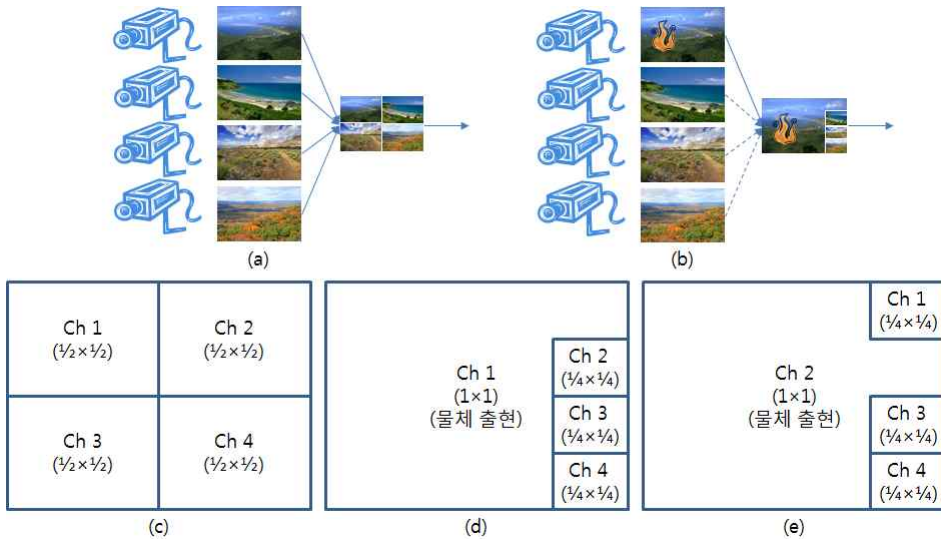 (a)
(b)
Ch 1
(½×½)
Ch 2
(½×½)
Ch 3
(½×½)
Ch 4
(½×½)
(c)
Ch 1
(1×1)
(물체 출현)
Ch 2
(¼×¼)
Ch 3
(¼×¼)
Ch 4
(¼×¼)
(d)
Ch 1
(¼×¼)
Ch 2
(1×1)
(물체 출현)
Ch 3
(¼×¼)
Ch 4
(¼×¼)
(e)